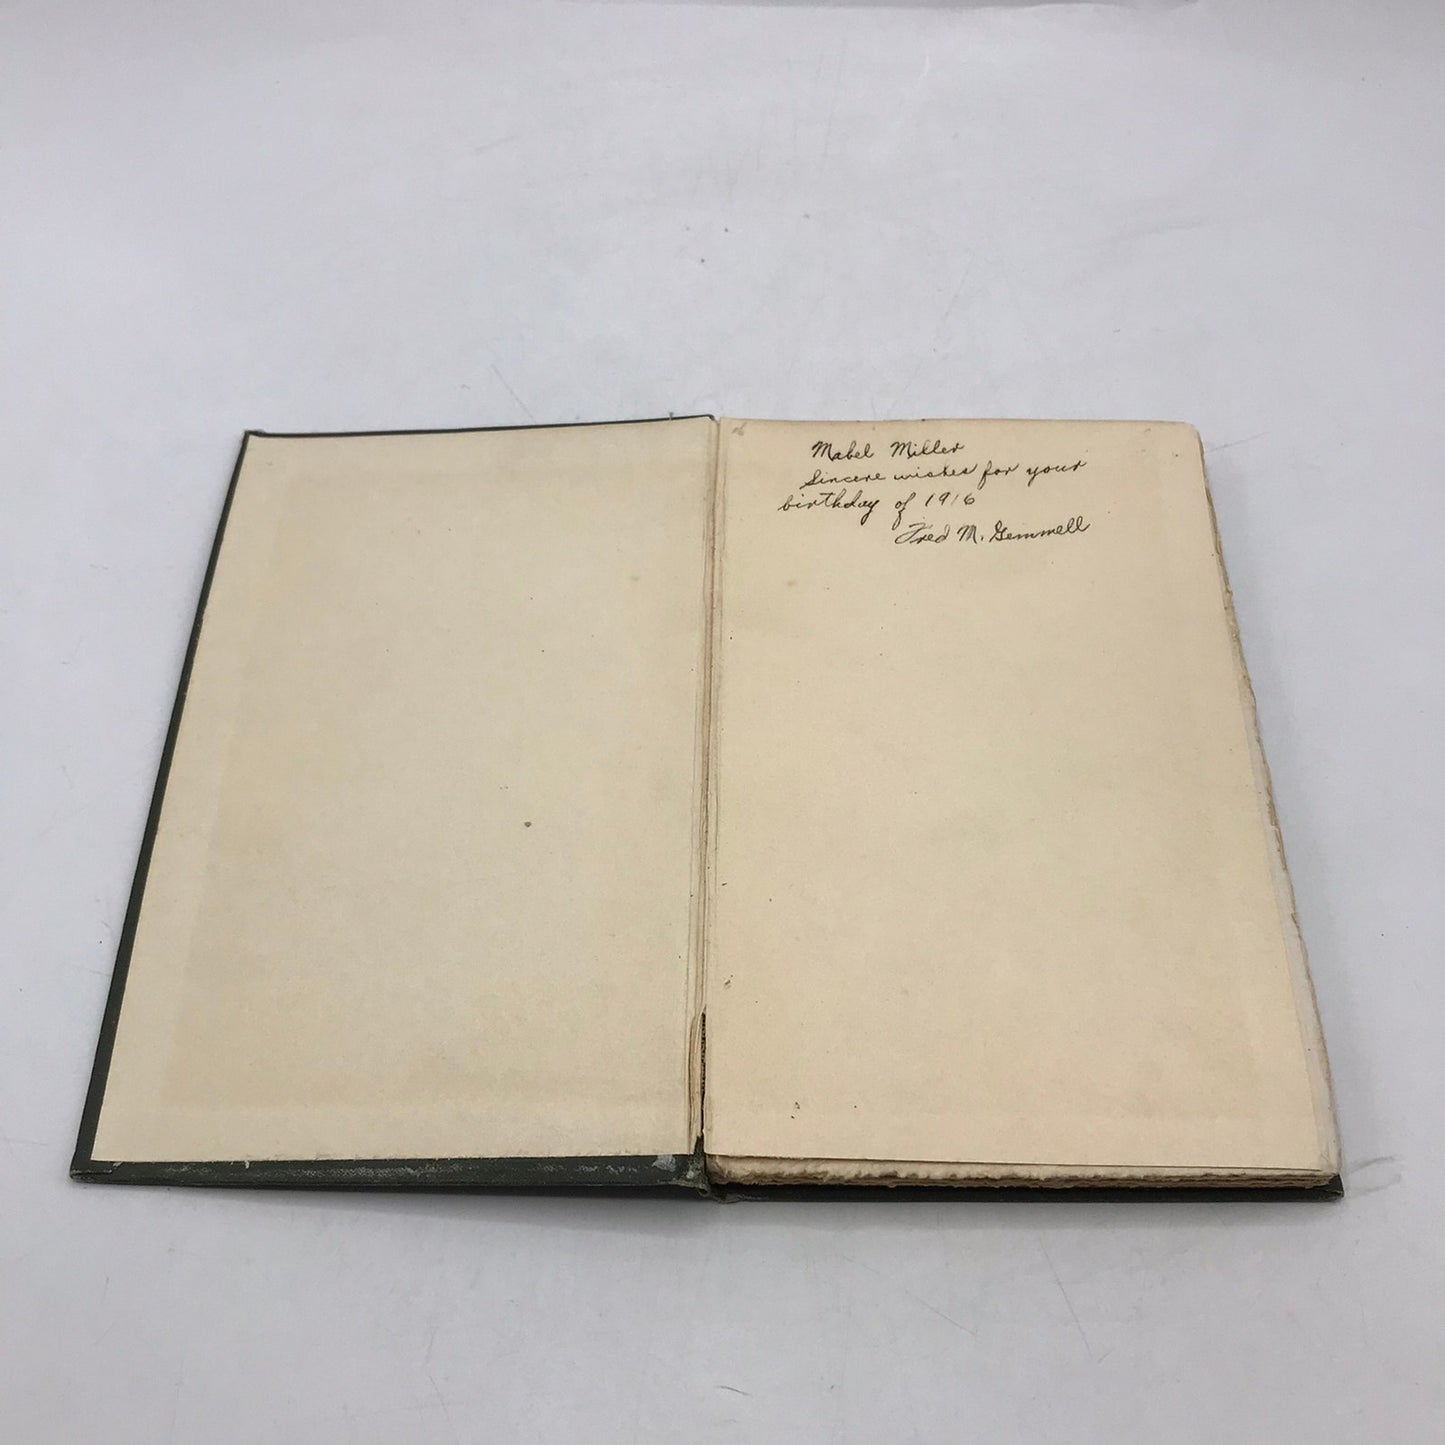 Mabel Miller
Sincere wishes for your
birthday of 1916
Fred M. Gemmell